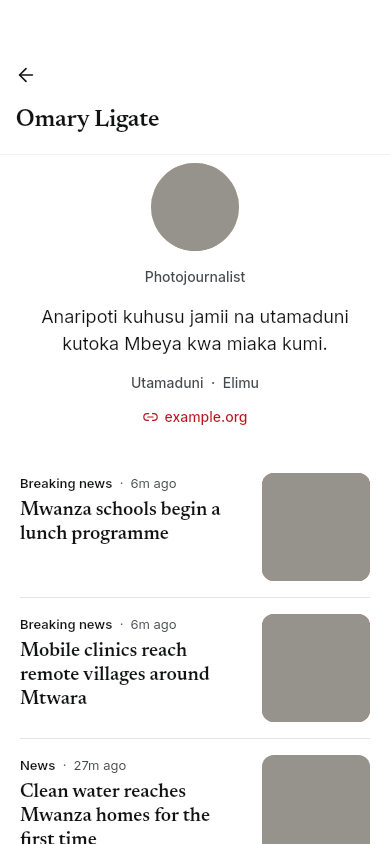 Omary Ligate
Photojournalist
Anaripoti kuhusu jamii na utamaduni
kutoka Mbeya kwa miaka kumi.
Utamaduni · Elimu
example.org
Breaking news · 6m ago
Mwanza schools begin a
lunch programme
Breaking news · 6m ago
Mobile clinics reach
remote villages around
Mtwara
News · 27m ago
Clean water reaches
Mwanza homes for the
first time